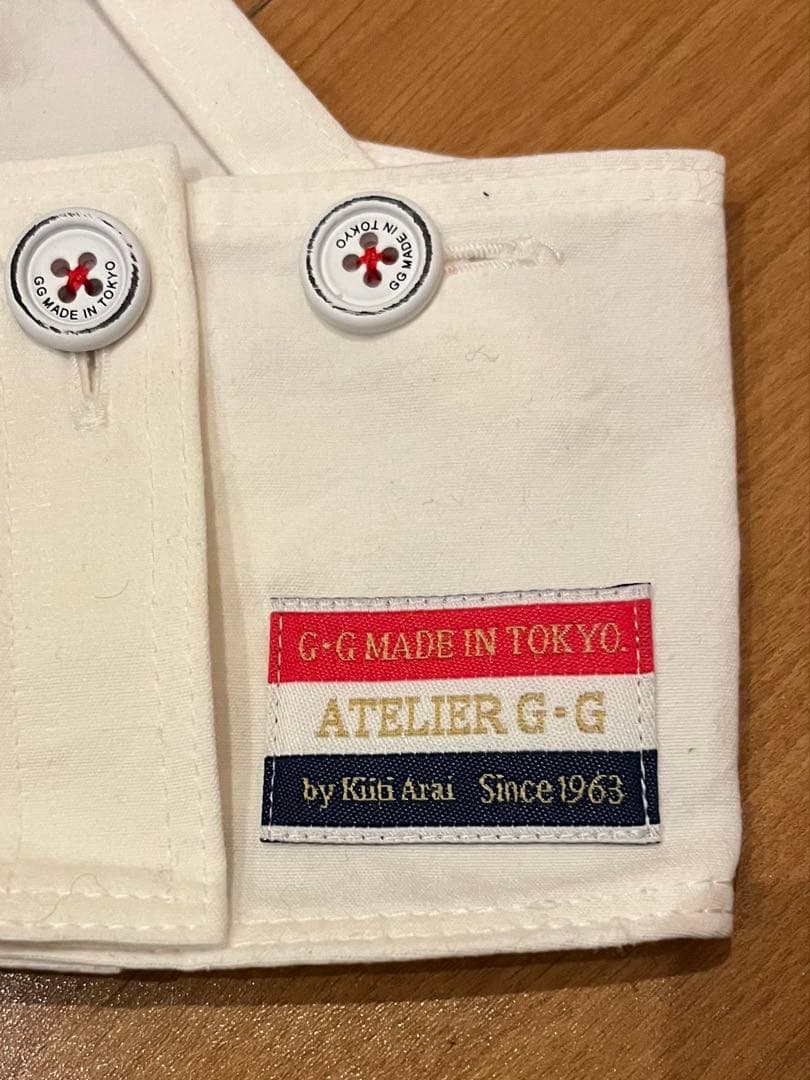 GG MADE IN TOKYO
GG MADE IN TOKYO
G·G MADE IN TOKYO.
ATELIER G·G
by Kiiti Arai Since 1963